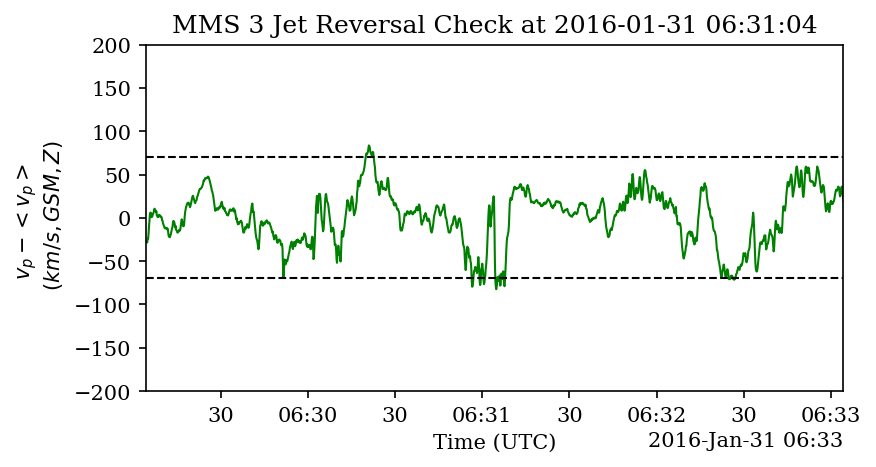 MMS 3 Jet Reversal Check at 2016-01-31 06:31:04
v_p - < v_p >
(km/s, GSM, Z)
200
150
100
50
0
−50
−100
−150
−200
30 06:30 30 06:31 30 06:32 30 06:33
Time (UTC)
2016-Jan-31 06:33